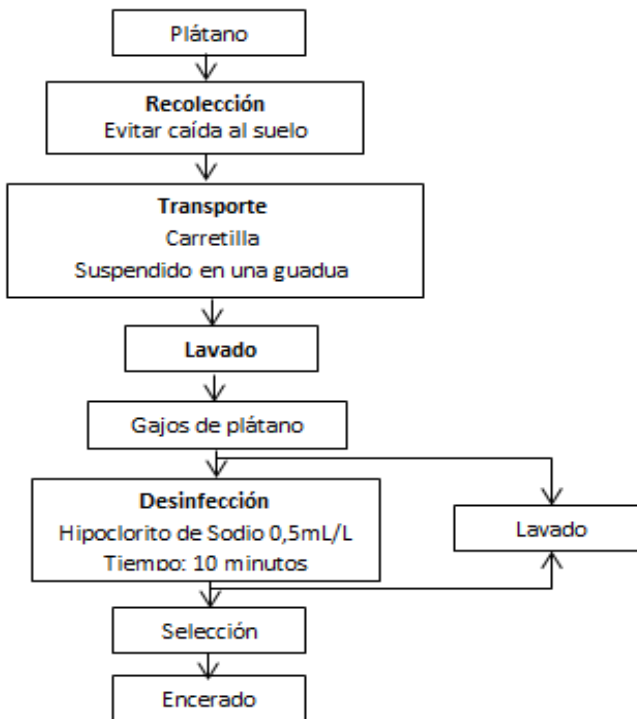 Plátano
Recolección
Evitar caída al suelo
Transporte
Carretilla
Suspendido en una guadua
Lavado
Gajos de plátano
Desinfección
Hipoclorito de Sodio 0,5mL/L
Tiempo: 10 minutos
Lavado
Selección
Encerado